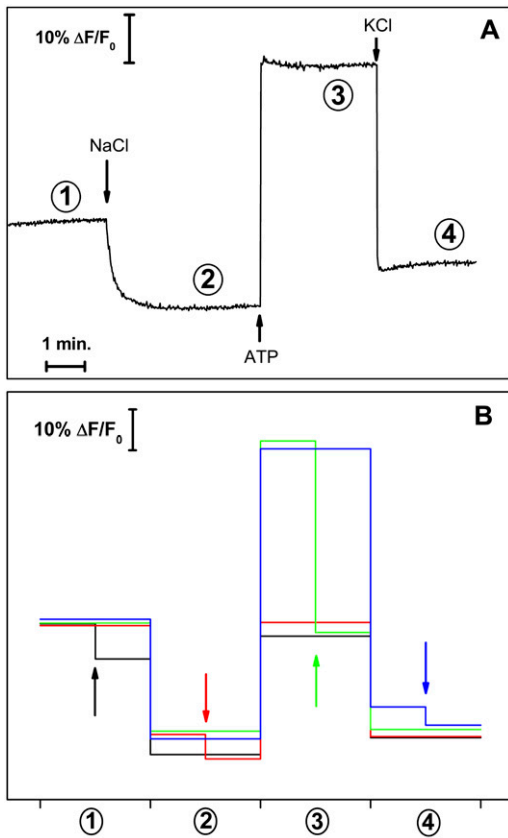 10% ΔF/F₀
A
KCl
③
NaCl
①
④
②
1 min.
ATP
10% ΔF/F₀
B
① ② ③ ④